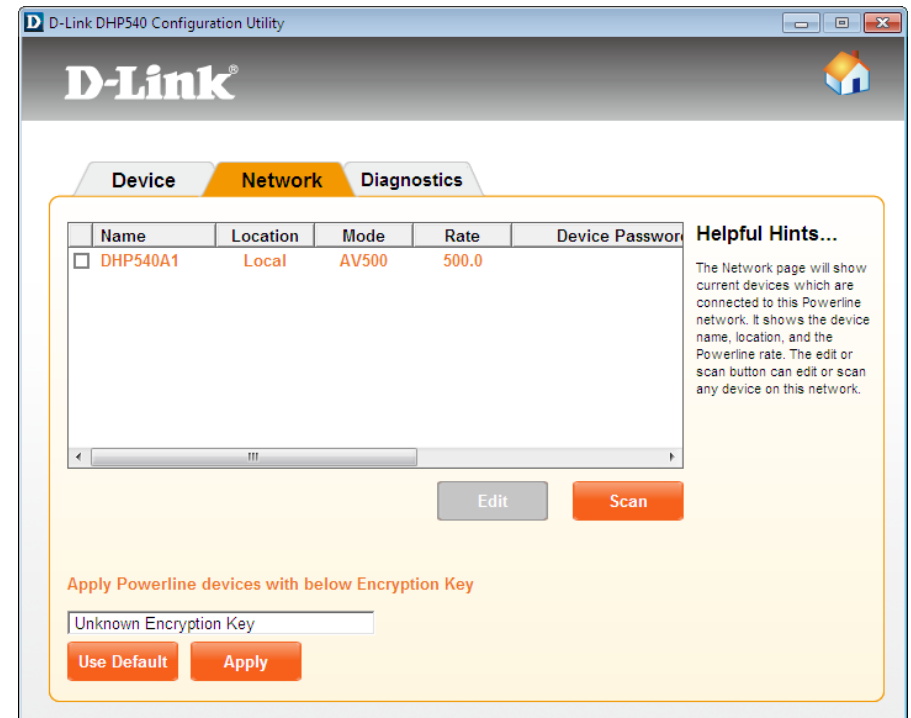 D-Link DHP540 Configuration Utility
D-Link®
Device Network Diagnostics
Name Location Mode Rate Device Passwor
DHP540A1 Local AV500 500.0
Helpful Hints...
The Network page will show
current devices which are
connected to this Powerline
network. It shows the device
name, location, and the
Powerline rate. The edit or
scan button can edit or scan
any device on this network.
Edit Scan
Apply Powerline devices with below Encryption Key
Unknown Encryption Key
Use Default Apply